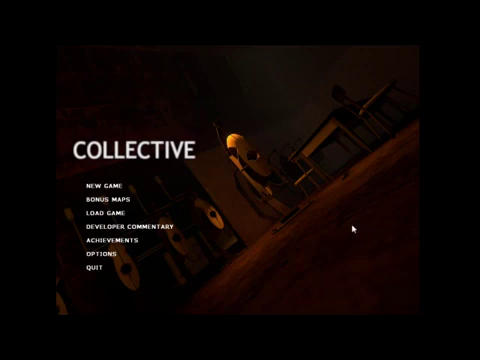 COLLECTIVE
NEW GAME
BONUS MAPS
LOAD GAME
DEVELOPER COMMENTARY
ACHIEVEMENTS
OPTIONS
QUIT